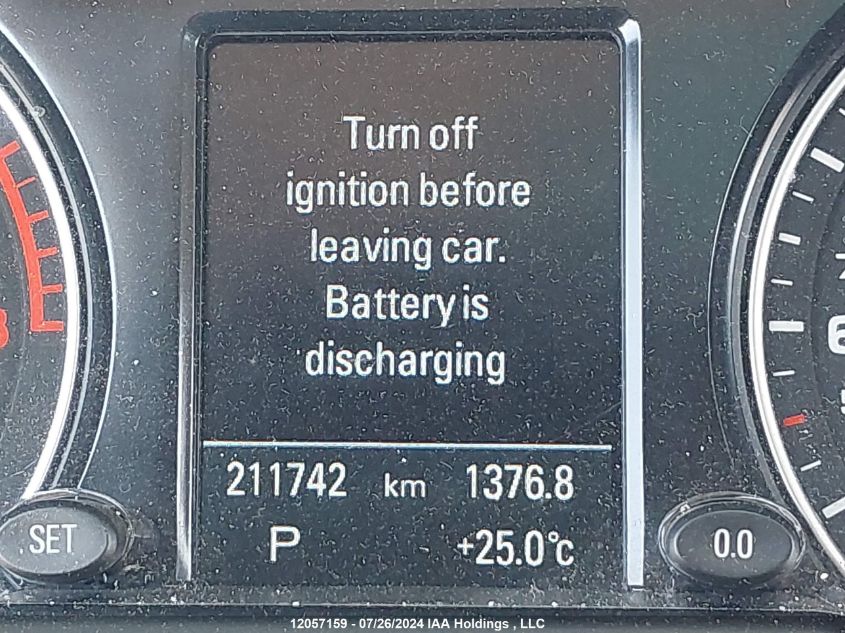 Turn off
ignition before
leaving car.
Battery is
discharging
211742 km 1376.8
P +25.0°c
SET
0.0
12057159 - 07/26/2024 IAA Holdings , LLC